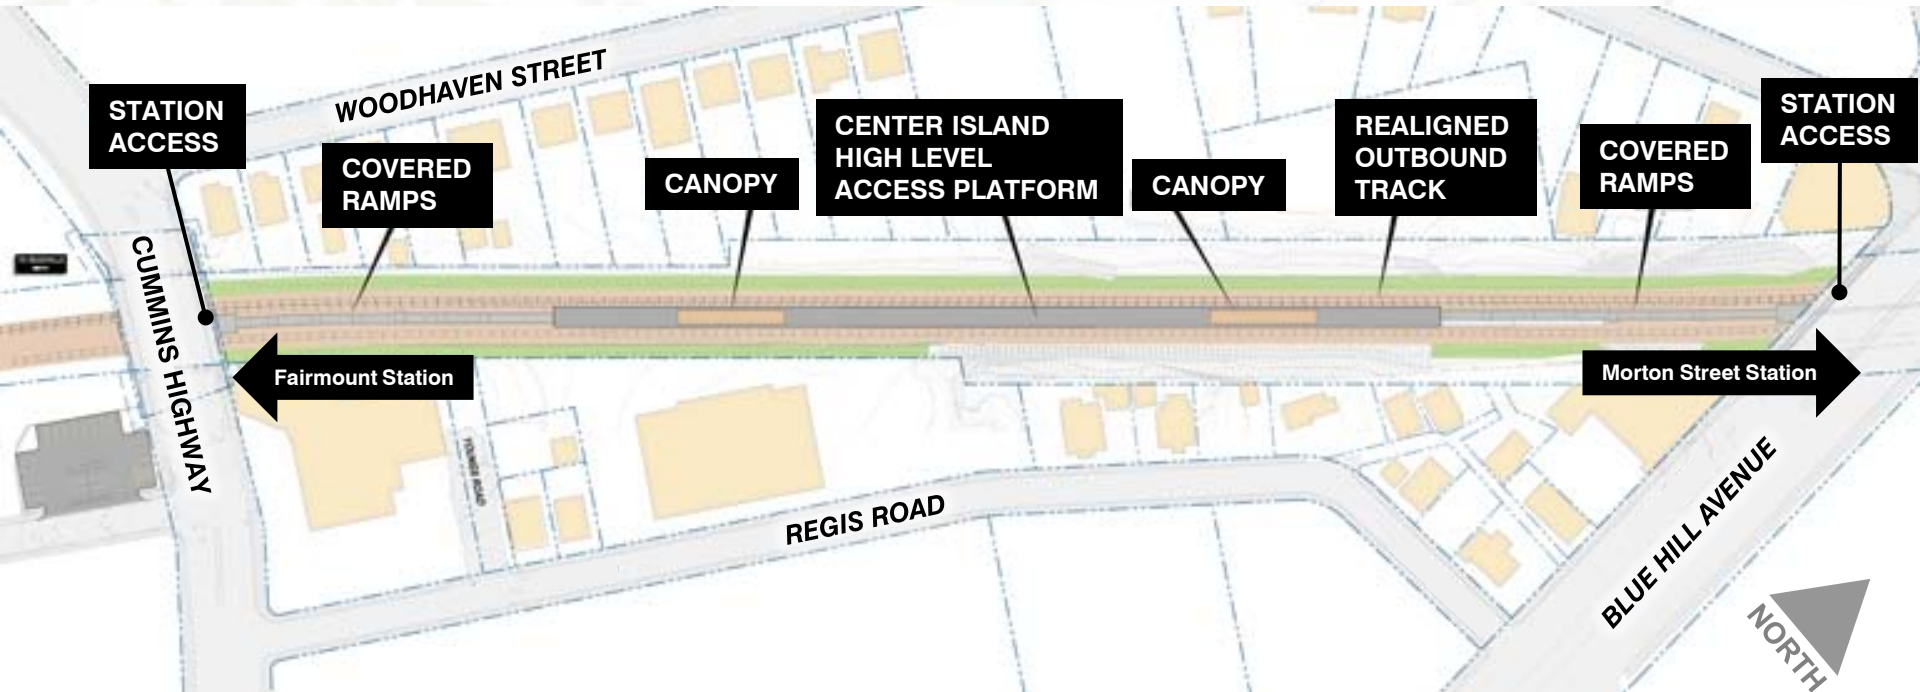 WOODHAVEN STREET
STATION
ACCESS
COVERED
RAMPS
CANOPY
CENTER ISLAND
HIGH LEVEL
ACCESS PLATFORM
CANOPY
REALIGNED
OUTBOUND
TRACK
COVERED
RAMPS
STATION
ACCESS
CUMMINS HIGHWAY
Fairmount Station
Morton Street Station
REGIS ROAD
BLUE HILL AVENUE
NORTH